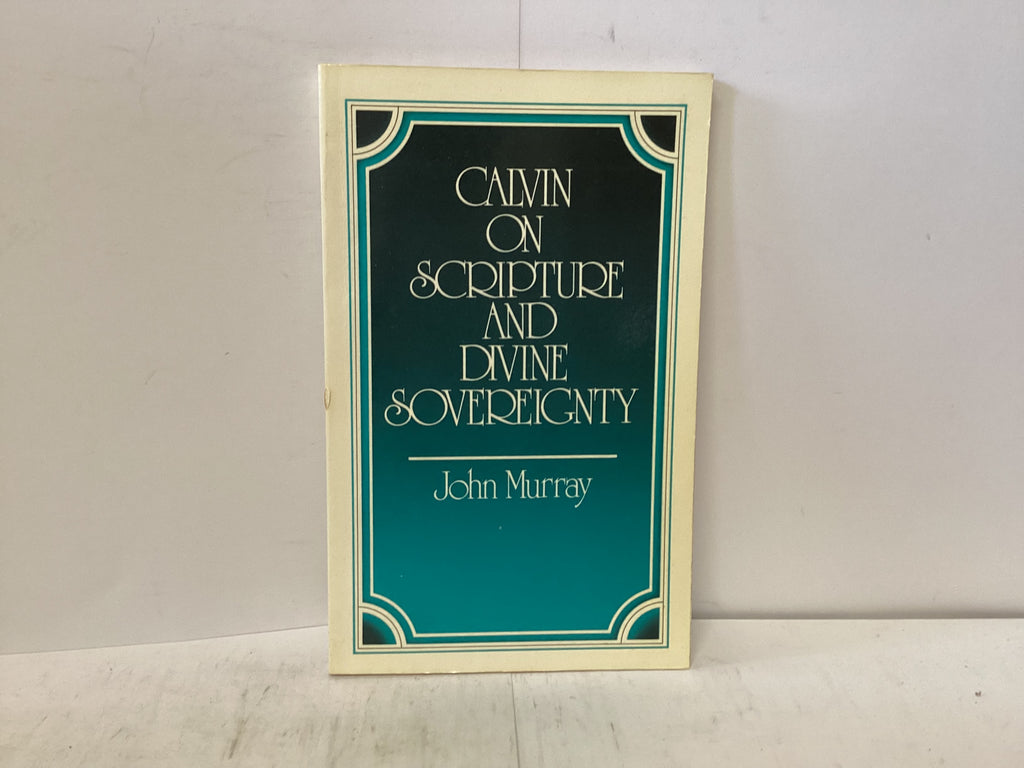 CALVIN
ON
SCRIPTURE
AND
DIVINE
SOVEREIGNTY
John Murray